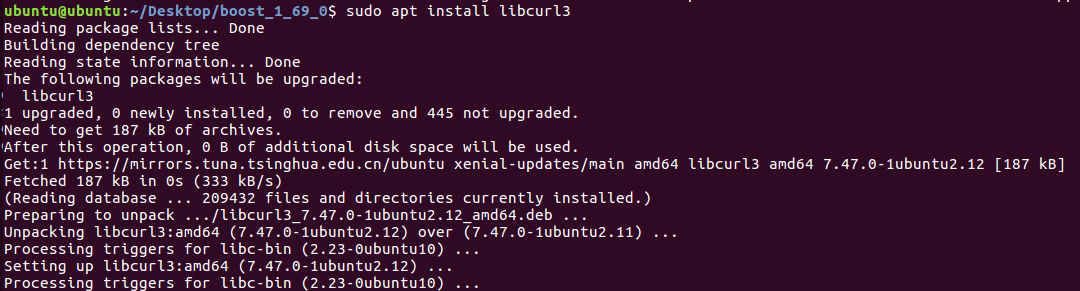 ubuntu@ubuntu:~/Desktop/boost_1_69_0$ sudo apt install libcurl3
Reading package lists... Done
Building dependency tree
Reading state information... Done
The following packages will be upgraded:
  libcurl3
1 upgraded, 0 newly installed, 0 to remove and 445 not upgraded.
Need to get 187 kB of archives.
After this operation, 0 B of additional disk space will be used.
Get:1 https://mirrors.tuna.tsinghua.edu.cn/ubuntu xenial-updates/main amd64 libcurl3 amd64 7.47.0-1ubuntu2.12 [187 kB]
Fetched 187 kB in 0s (333 kB/s)
(Reading database ... 209432 files and directories currently installed.)
Preparing to unpack .../libcurl3_7.47.0-1ubuntu2.12_amd64.deb ...
Unpacking libcurl3:amd64 (7.47.0-1ubuntu2.12) over (7.47.0-1ubuntu2.11) ...
Processing triggers for libc-bin (2.23-0ubuntu10) ...
Setting up libcurl3:amd64 (7.47.0-1ubuntu2.12) ...
Processing triggers for libc-bin (2.23-0ubuntu10) ...